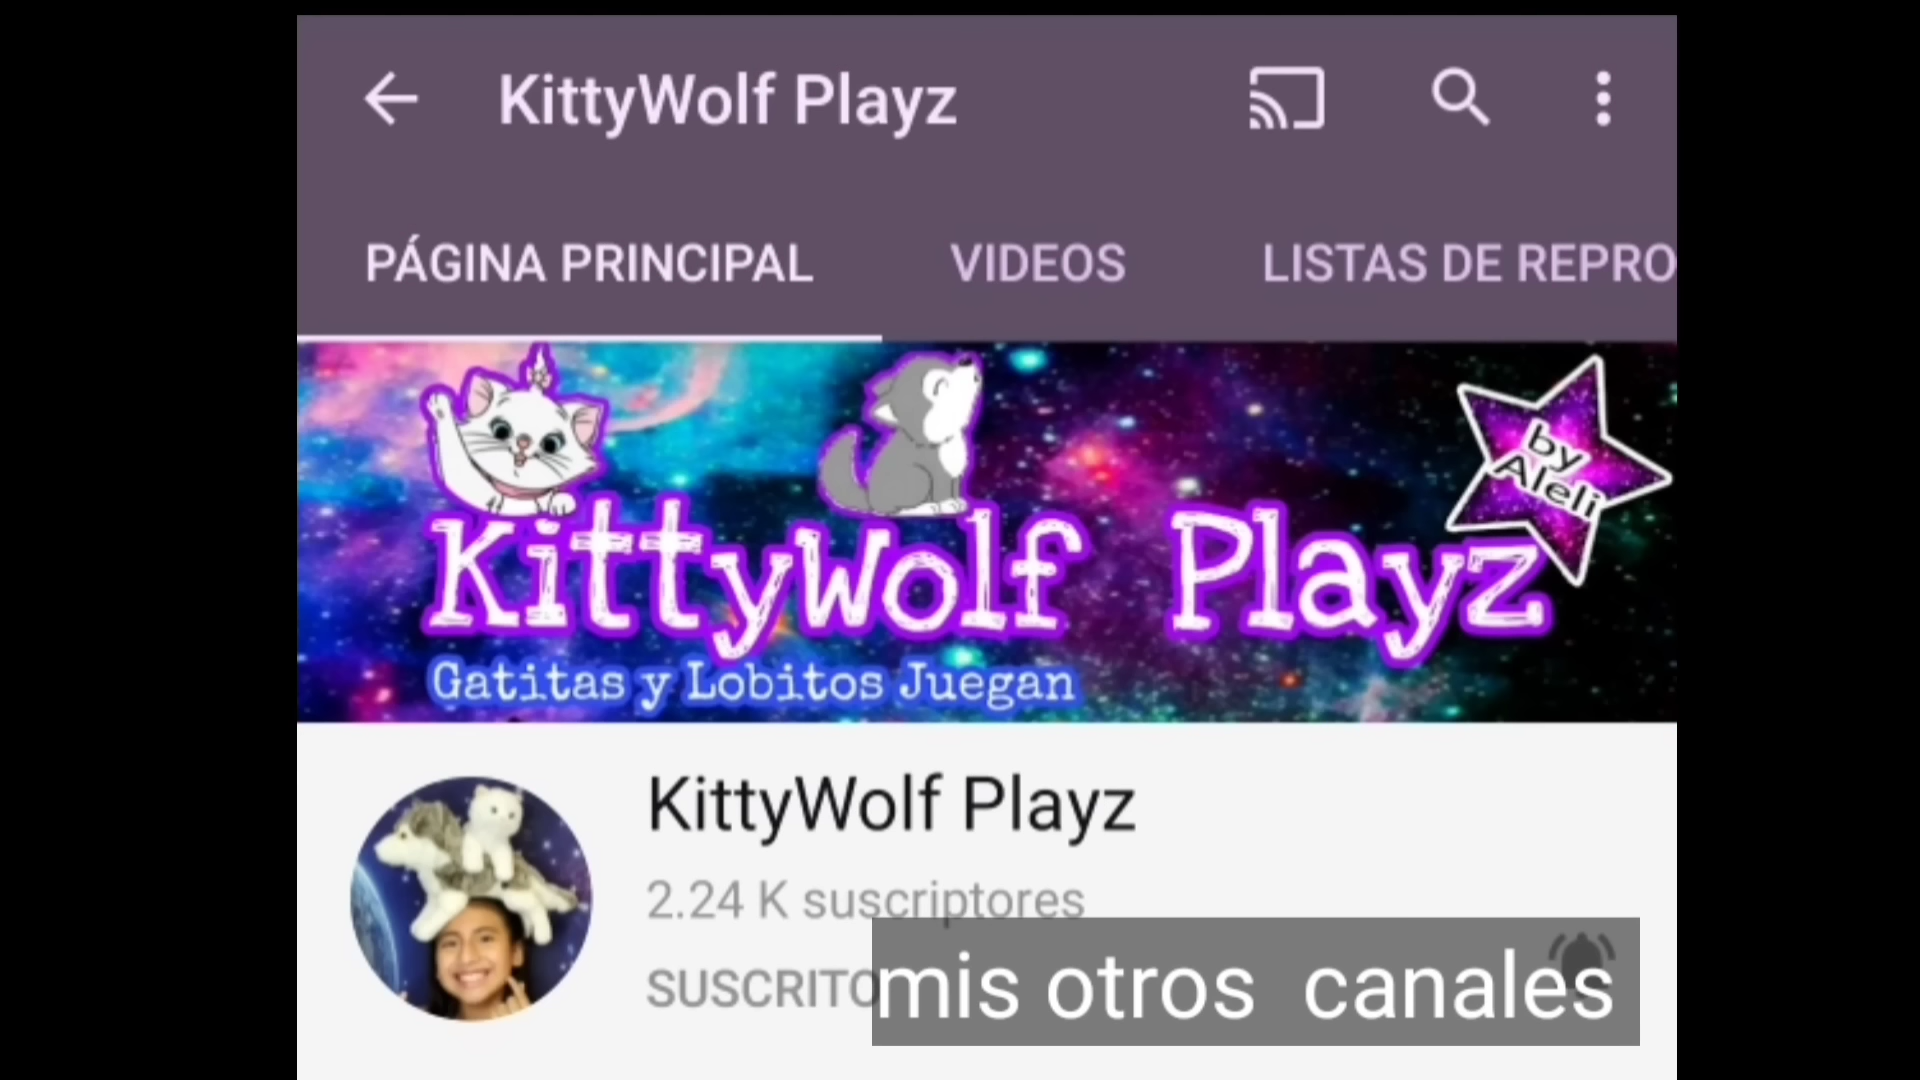 KittyWolf Playz
PÁGINA PRINCIPAL VIDEOS LISTAS DE REPRO
by
Aleli
KittyWolf Playz
Gatitas y Lobitos Juegan
KittyWolf Playz
2.24 K suscriptores
SUSCRITO
mis otros canales